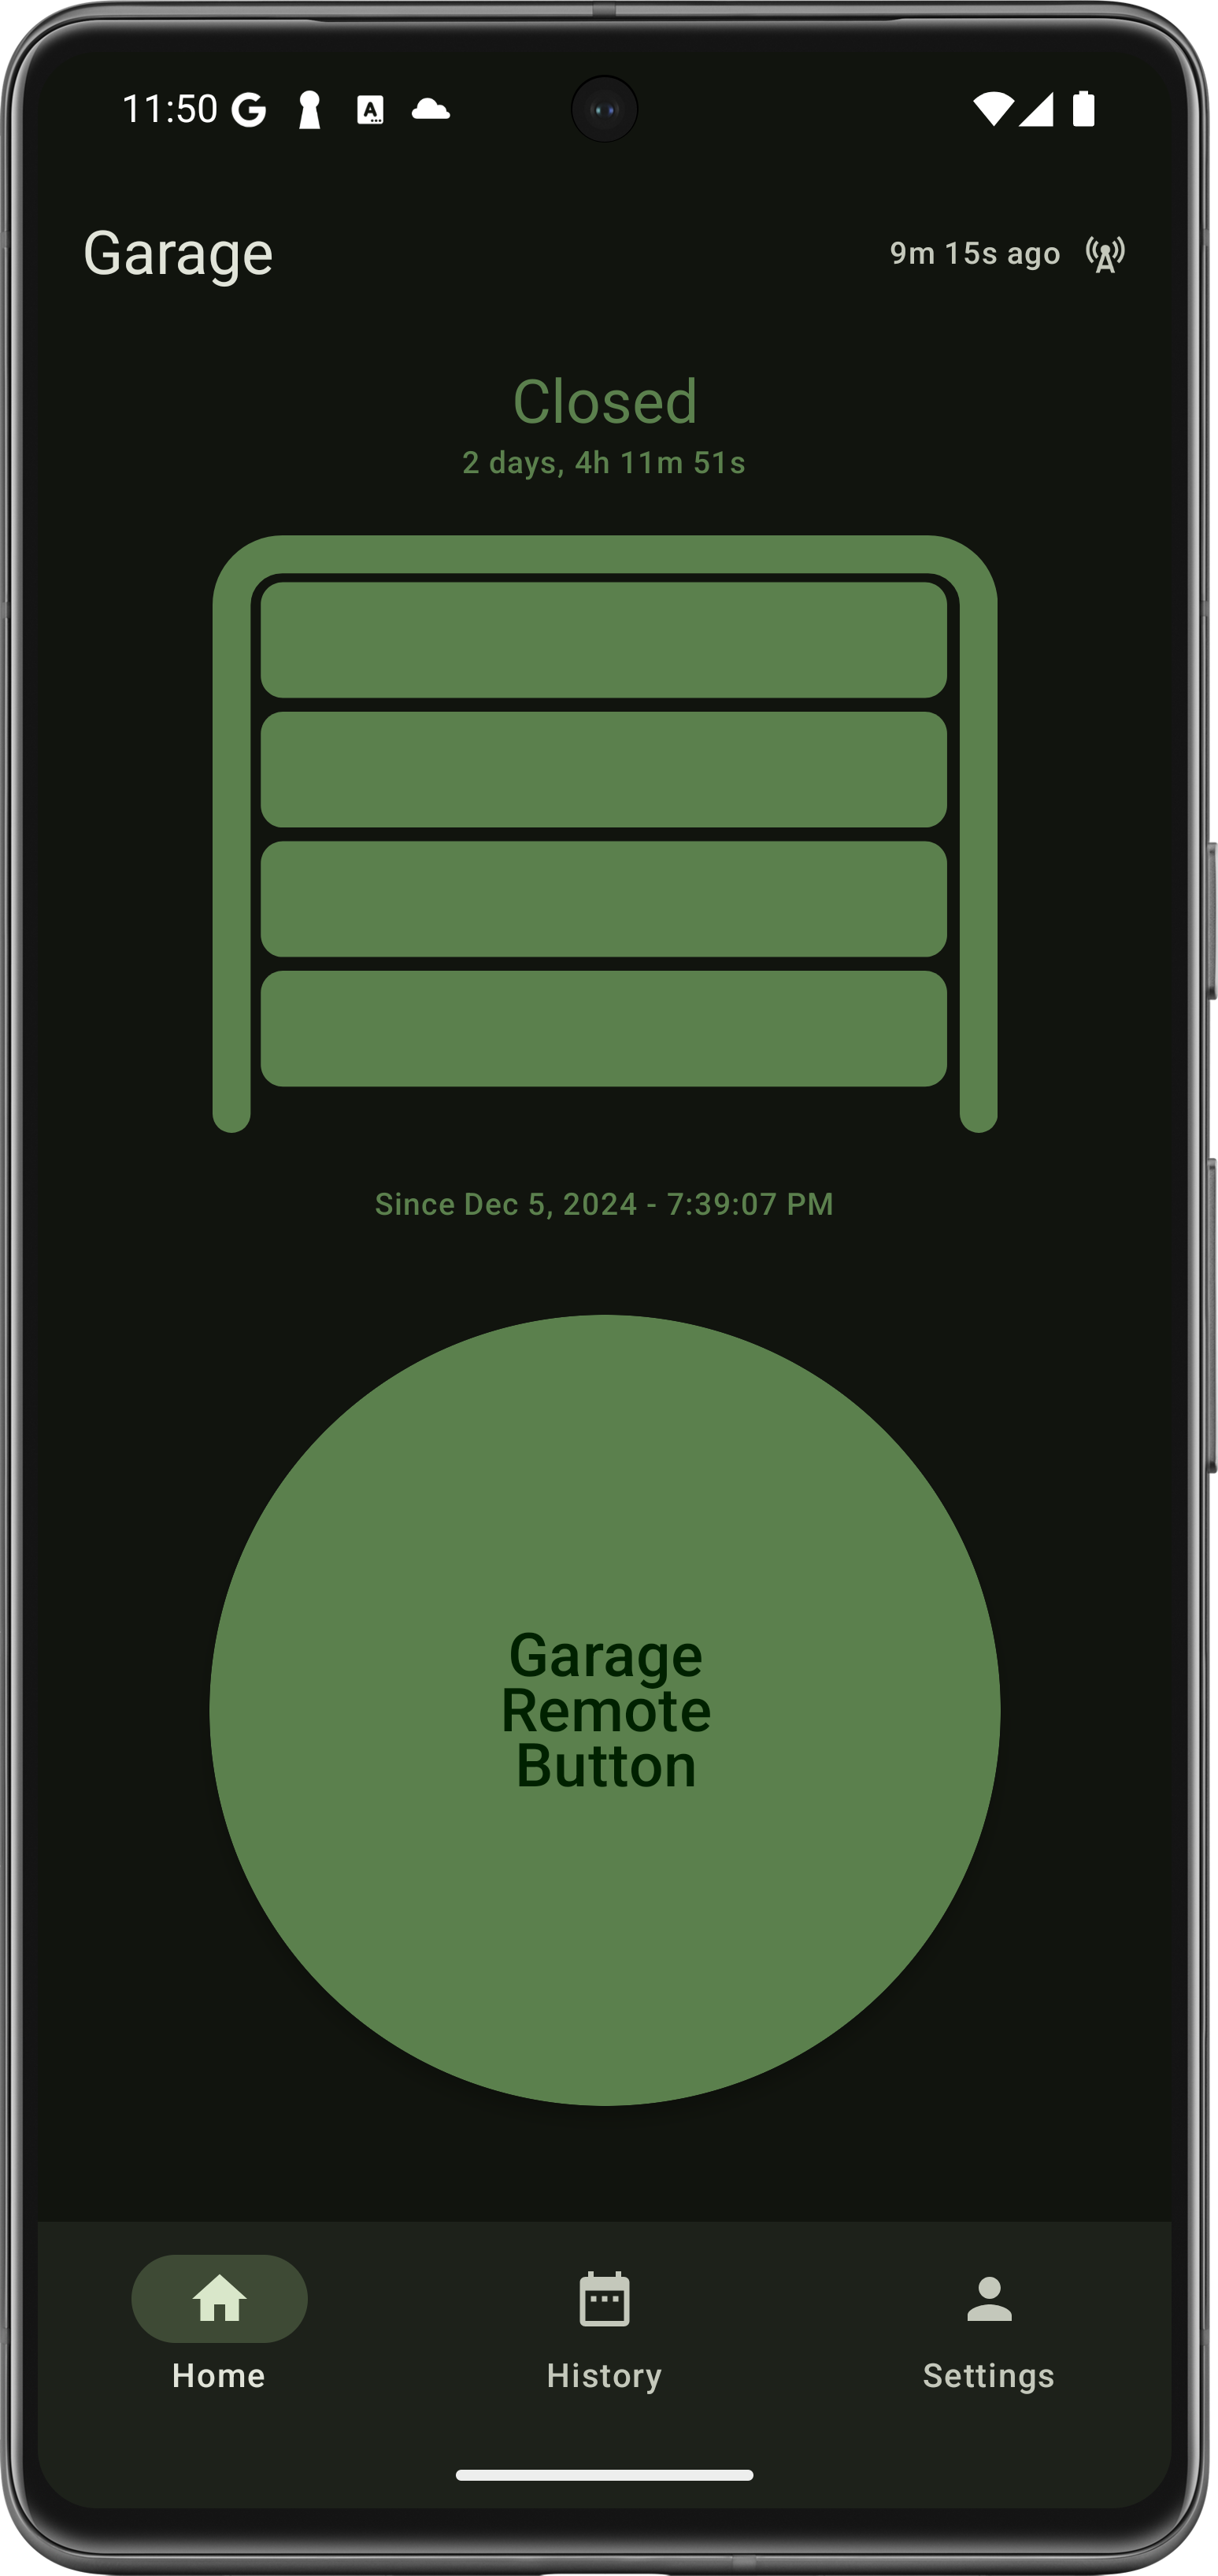 11:50
Garage
9m 15s ago
Closed
2 days, 4h 11m 51s
Since Dec 5, 2024 - 7:39:07 PM
Garage
Remote
Button
Home
History
Settings